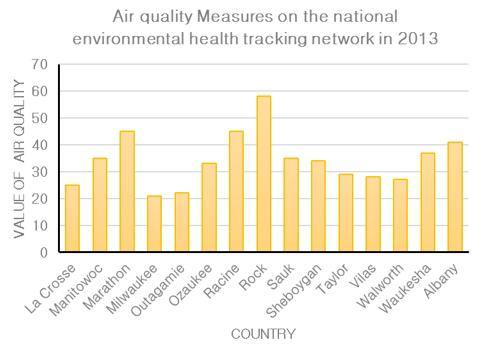 Air quality Measures on the national
environmental health tracking network in 2013
70
60
50
40
30
20
10
0
VALUE OF AIR QUALITY
La Crosse
Manitowoc
Marathon
Milwaukee
Outagamie
Ozaukee
Racine
Rock
Sauk
Sheboygan
Taylor
Vilas
Walworth
Waukesha
Albany
COUNTRY